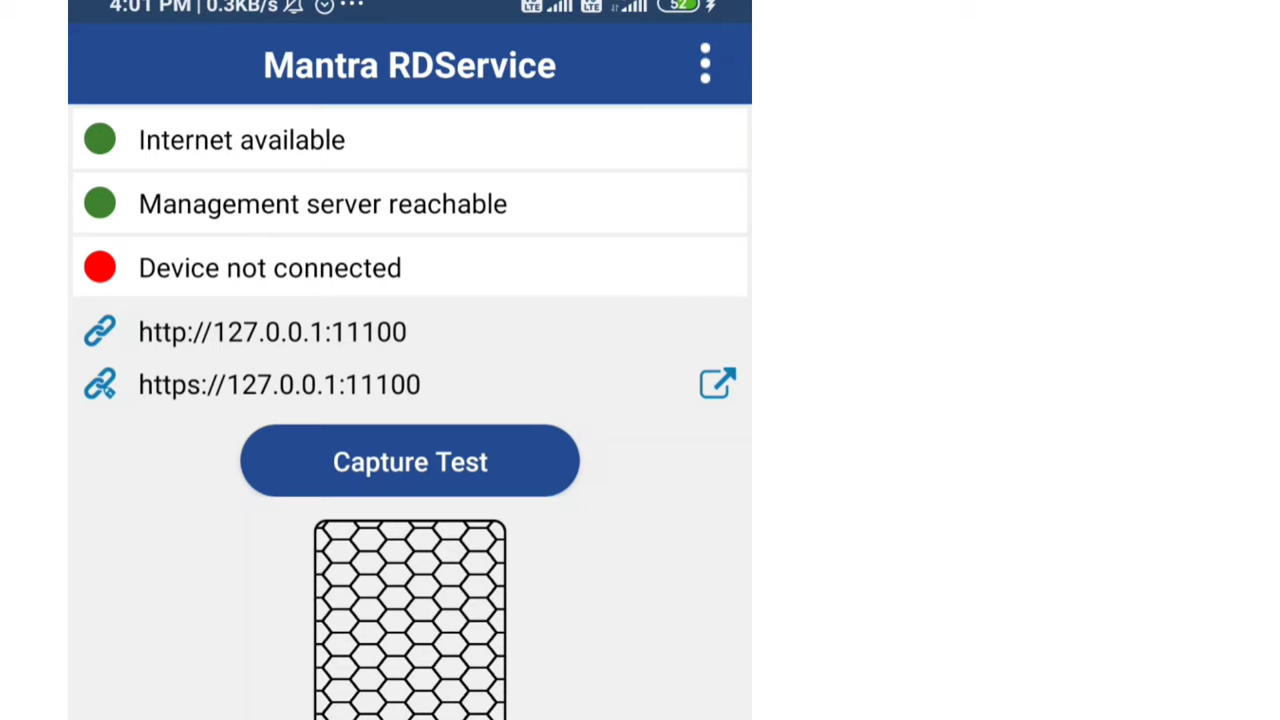 4:01 PM | 0.3KB/s ··· 52
Mantra RDService
Internet available
Management server reachable
Device not connected
http://127.0.0.1:11100
https://127.0.0.1:11100
Capture Test